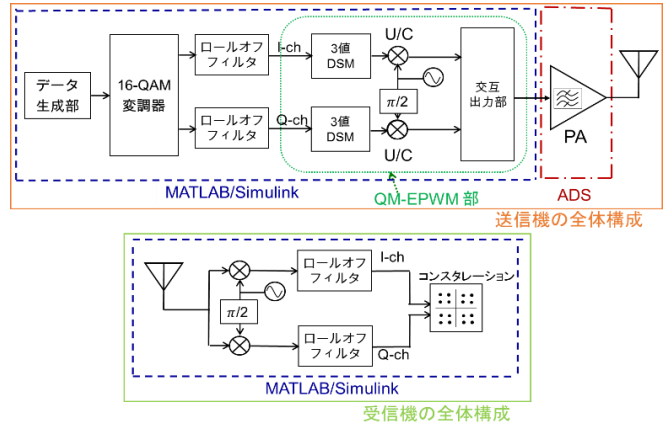 データ
生成部
16-QAM
変調器
ロールオフ
フィルタ
I-ch
3値
DSM
U/C
π/2
ロールオフ
フィルタ
Q-ch
3値
DSM
U/C
交互
出力部
PA
MATLAB/Simulink
QM-EPWM 部
ADS
送信機の全体構成
π/2
ロールオフ
フィルタ
I-ch
コンスタレーション
ロールオフ
フィルタ
Q-ch
MATLAB/Simulink
受信機の全体構成